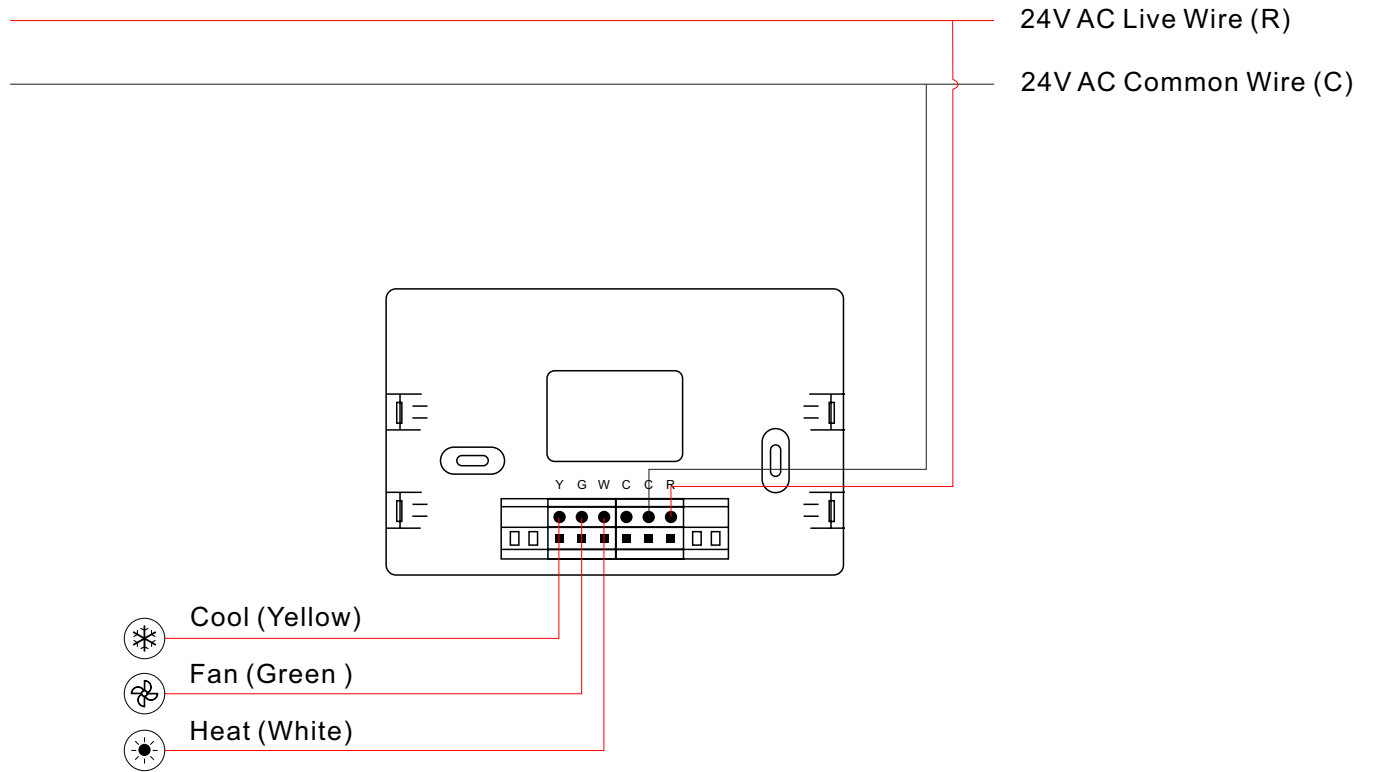 24V AC Live Wire (R)
24V AC Common Wire (C)
Y G W C C R
Cool (Yellow)
Fan (Green )
Heat (White)